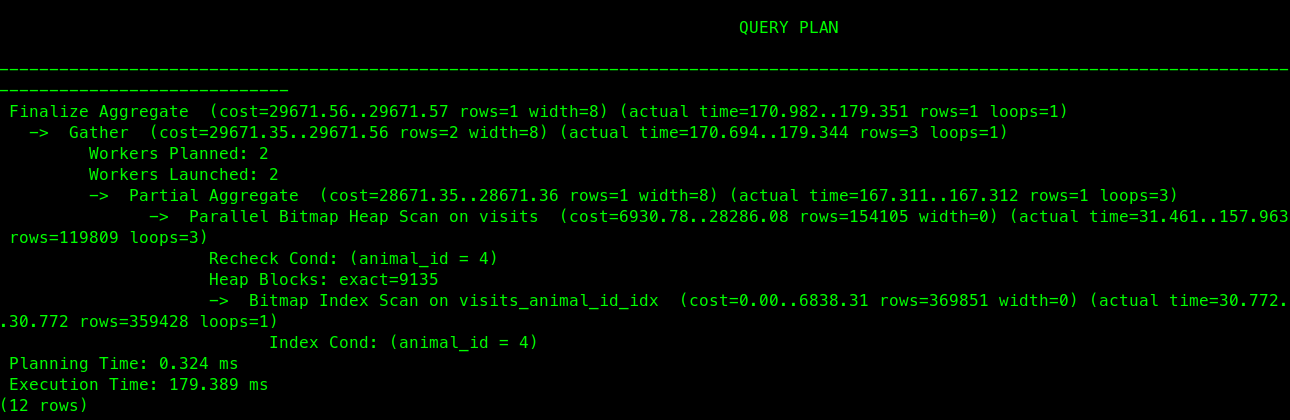 QUERY PLAN
----------------------------------------------------------------------------------------------------------------------------------
-----------------------------
Finalize Aggregate  (cost=29671.56..29671.57 rows=1 width=8) (actual time=170.982..179.351 rows=1 loops=1)
->  Gather  (cost=29671.35..29671.56 rows=2 width=8) (actual time=170.694..179.344 rows=3 loops=1)
Workers Planned: 2
Workers Launched: 2
->  Partial Aggregate  (cost=28671.35..28671.36 rows=1 width=8) (actual time=167.311..167.312 rows=1 loops=3)
->  Parallel Bitmap Heap Scan on visits  (cost=6930.78..28286.08 rows=154105 width=0) (actual time=31.461..157.963
rows=119809 loops=3)
Recheck Cond: (animal_id = 4)
Heap Blocks: exact=9135
->  Bitmap Index Scan on visits_animal_id_idx  (cost=0.00..6838.31 rows=369851 width=0) (actual time=30.772.
.30.772 rows=359428 loops=1)
Index Cond: (animal_id = 4)
Planning Time: 0.324 ms
Execution Time: 179.389 ms
(12 rows)